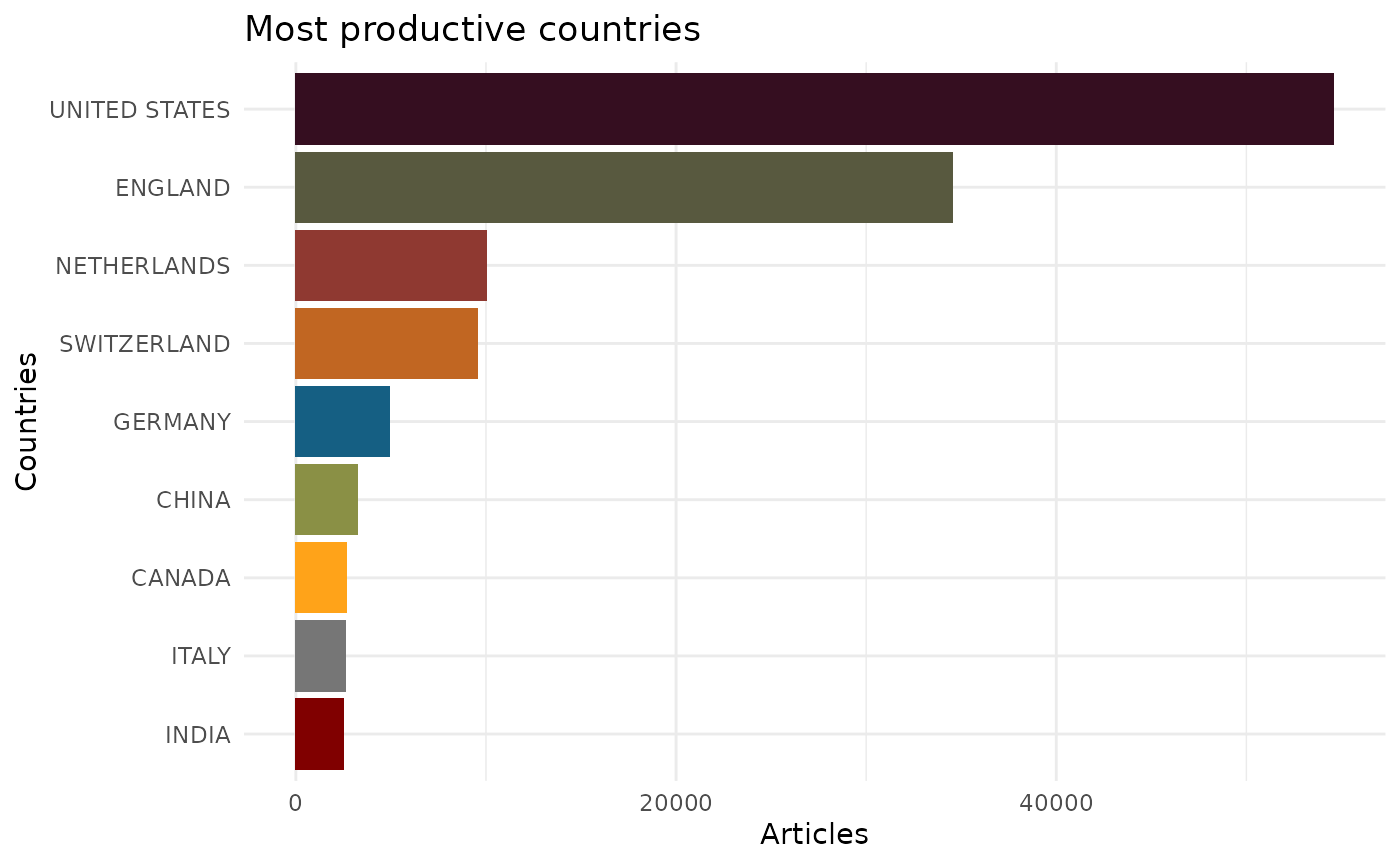 Most productive countries
UNITED STATES
ENGLAND
NETHERLANDS
SWITZERLAND
GERMANY
CHINA
CANADA
ITALY
INDIA
Countries
0 20000 40000
Articles